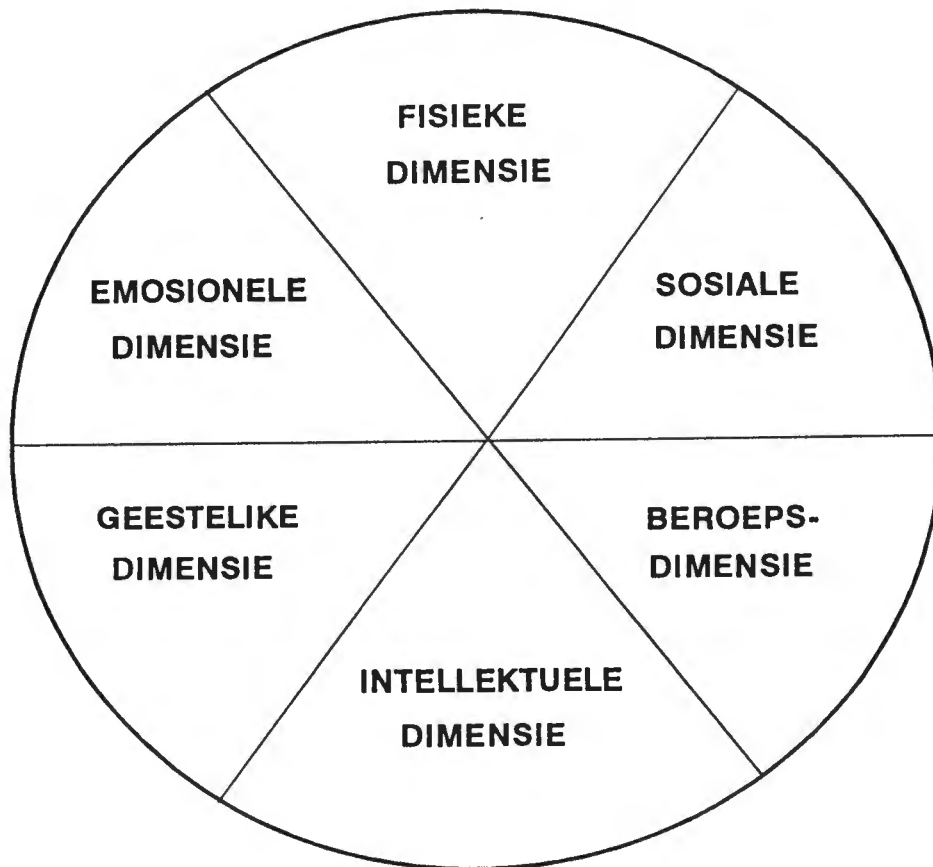 FISIEKE
DIMENSIE
SOSIALE
DIMENSIE
BEROEPS-
DIMENSIE
INTELLEKTUELE
DIMENSIE
GEESTELIKE
DIMENSIE
EMOSIONELE
DIMENSIE